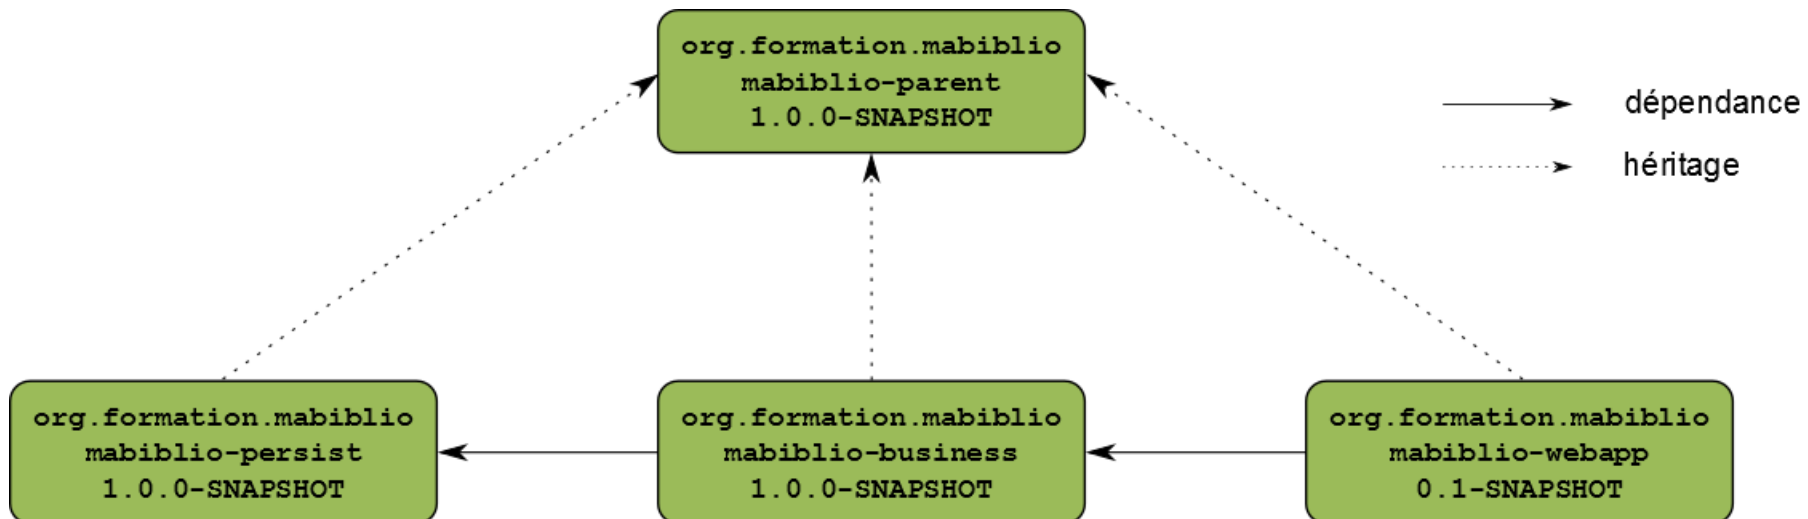 org.formation.mabiblio
mabiblio-parent
1.0.0-SNAPSHOT
dépendance
héritage
org.formation.mabiblio
mabiblio-persist
1.0.0-SNAPSHOT
org.formation.mabiblio
mabiblio-business
1.0.0-SNAPSHOT
org.formation.mabiblio
mabiblio-webapp
0.1-SNAPSHOT